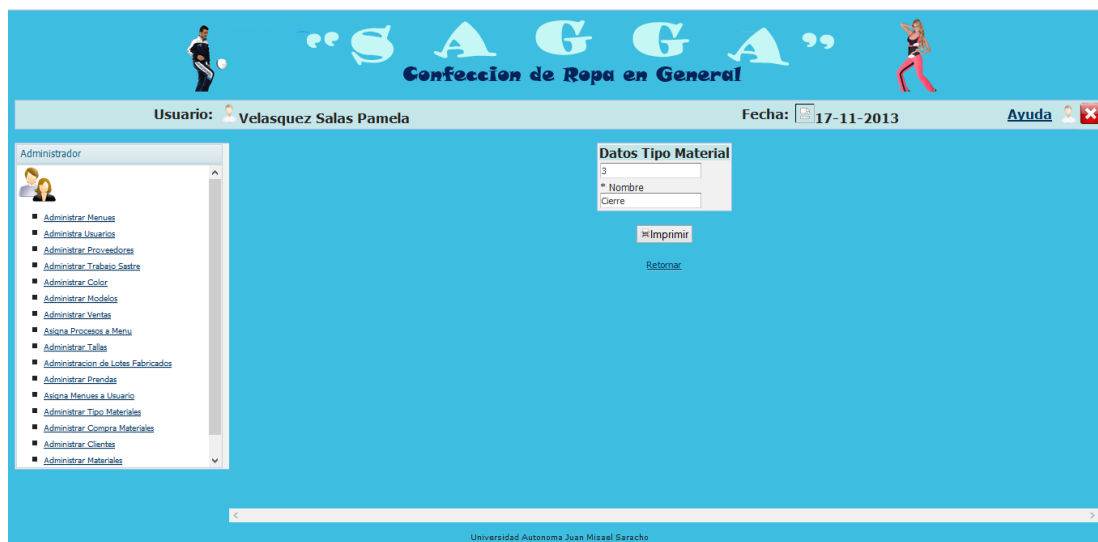 “ S A G G A ”
Confeccion de Ropa en General
Usuario: Velasquez Salas Pamela
Fecha: 17-11-2013
Ayuda
Administrador
Administrar Menues
Administra Usuarios
Administrar Proveedores
Administrar Trabajo Sastre
Administrar Color
Administrar Modelos
Administrar Ventas
Asigna Procesos a Menu
Administrar Tallas
Administracion de Lotes Fabricados
Administrar Prendas
Asigna Menues a Usuario
Administrar Tipo Materiales
Administrar Compra Materiales
Administrar Clientes
Administrar Materiales
Datos Tipo Material
3
* Nombre
Cierre
Imprimir
Retornar
Universidad Autonoma Juan Misael Saracho